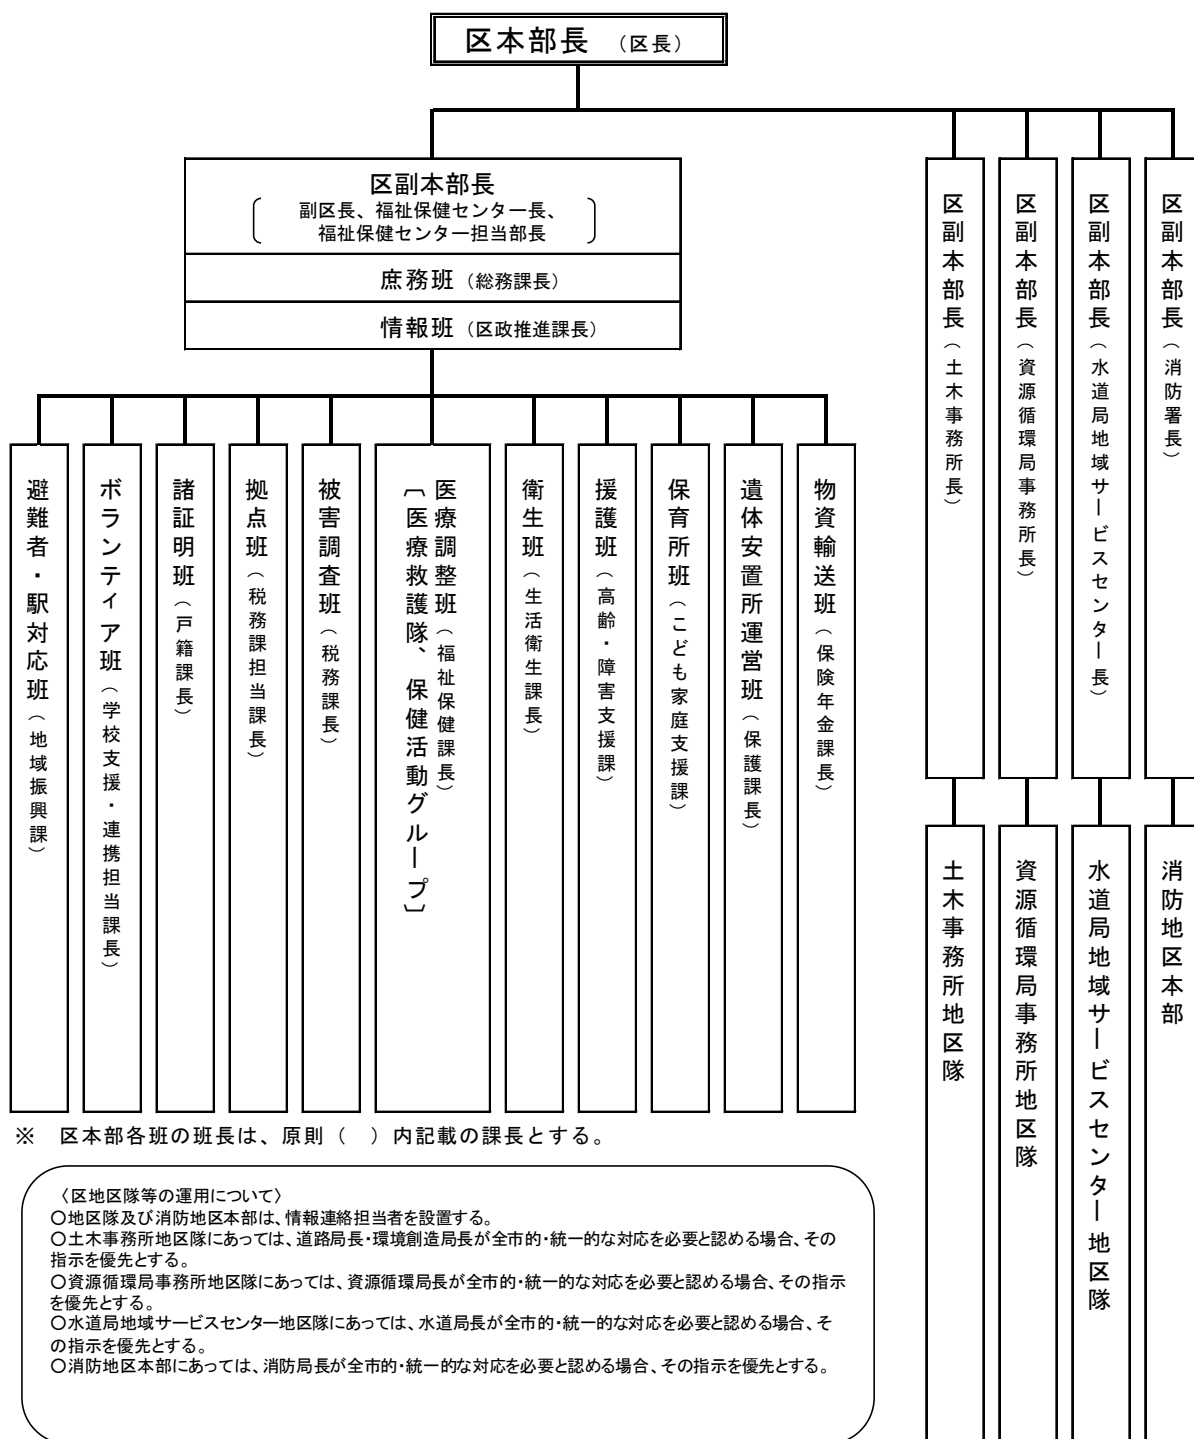 区本部長 （区長）
区副本部長
副区長、福祉保健センター長、
福祉保健センター担当部長
庶務班（総務課長）
情報班（区政推進課長）
区副本部長（土木事務所長）
区副本部長（資源循環局事務所長）
区副本部長（水道局地域サービスセンター長）
区副本部長（消防署長）
避難者・駅対応班（地域振興課）
ボランティア班（学校支援・連携担当課長）
諸証明班（戸籍課長）
拠点班（税務課担当課長）
被害調査班（税務課長）
医療調整班（福祉保健課長）
〔医療救護隊、保健活動グループ〕
衛生班（生活衛生課長）
援護班（高齢・障害支援課）
保育所班（こども家庭支援課）
遺体安置所運営班（保護課長）
物資輸送班（保険年金課長）
土木事務所地区隊
資源循環局事務所地区隊
水道局地域サービスセンター地区隊
消防地区本部
※　区本部各班の班長は、原則（　）内記載の課長とする。
〈区地区隊等の運用について〉
○地区隊及び消防地区本部は、情報連絡担当者を設置する。
○土木事務所地区隊にあっては、道路局長・環境創造局長が全市的・統一的な対応を必要と認める場合、その
指示を優先とする。
○資源循環局事務所地区隊にあっては、資源循環局長が全市的・統一的な対応を必要と認める場合、その指示
を優先とする。
○水道局地域サービスセンター地区隊にあっては、水道局長が全市的・統一的な対応を必要と認める場合、そ
の指示を優先とする。
○消防地区本部にあっては、消防局長が全市的・統一的な対応を必要と認める場合、その指示を優先とする。